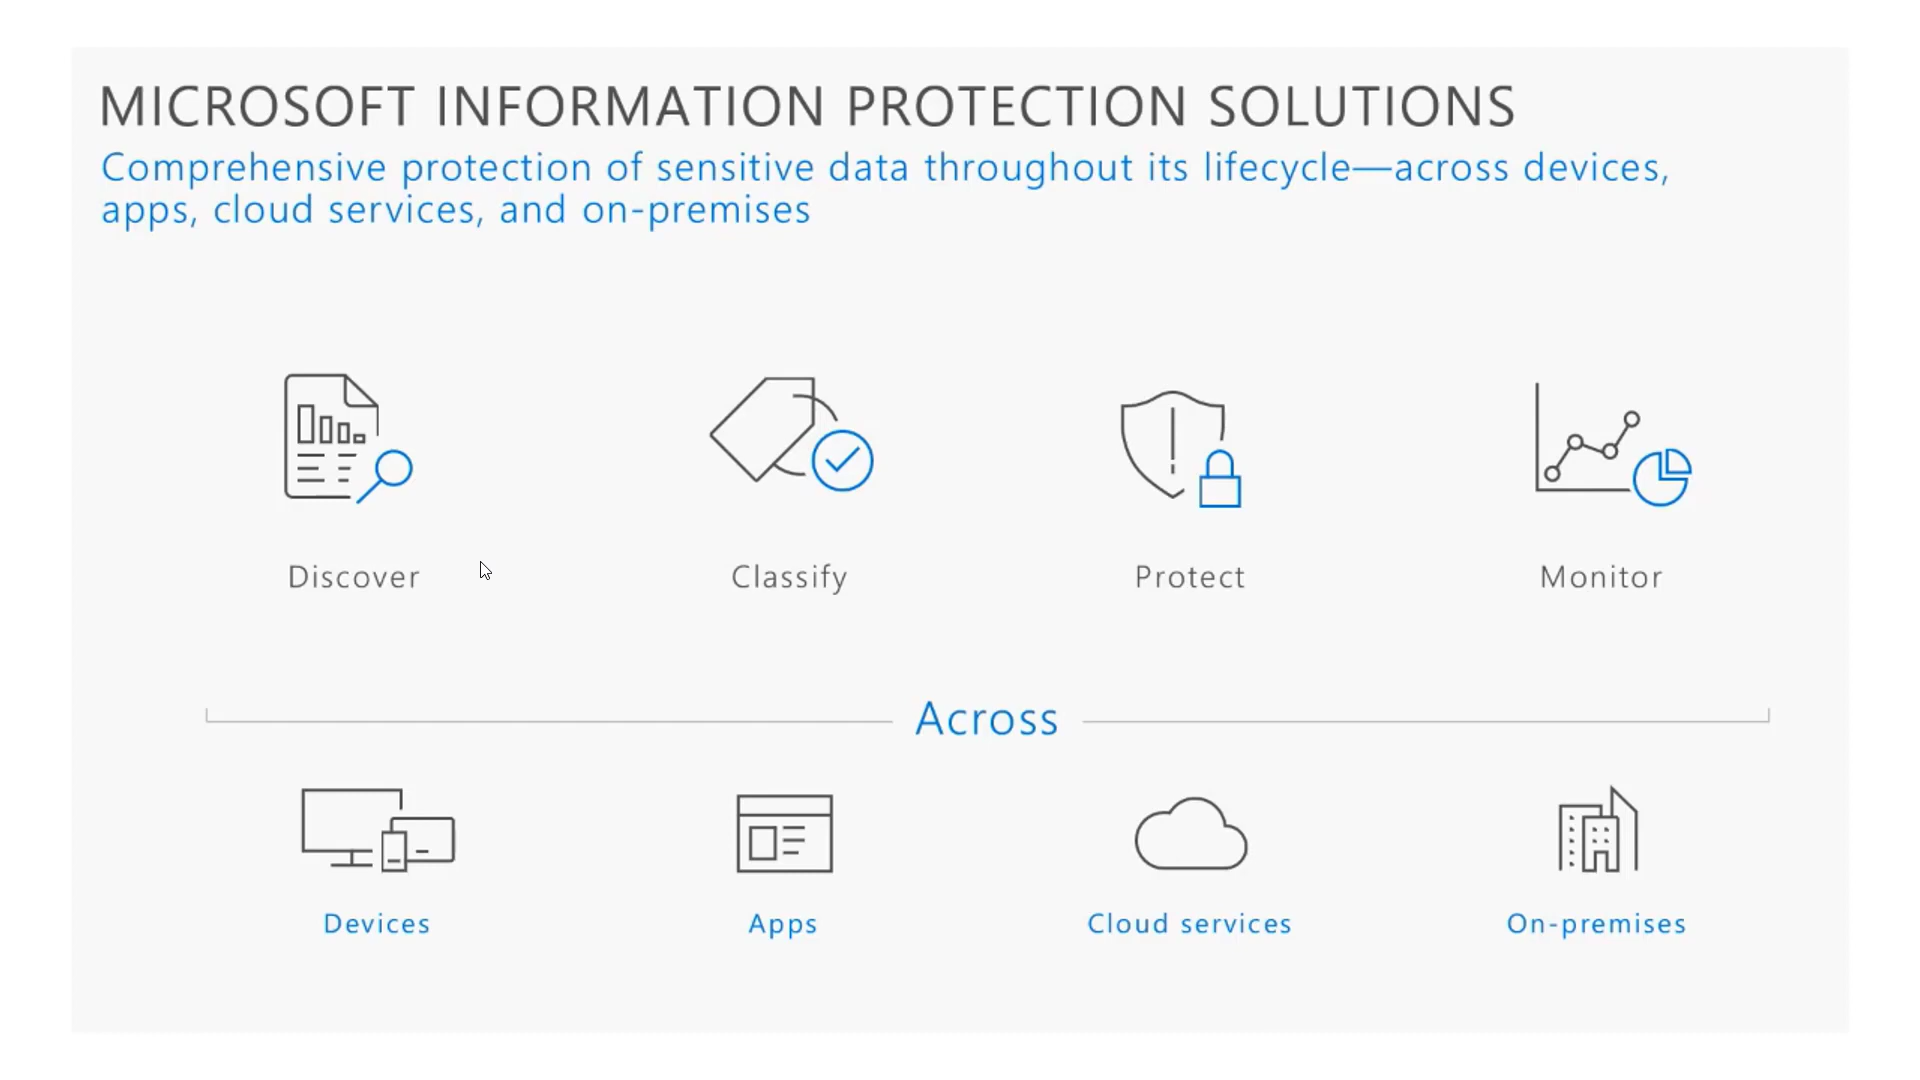 MICROSOFT INFORMATION PROTECTION SOLUTIONS
Comprehensive protection of sensitive data throughout its lifecycle—across devices,
apps, cloud services, and on-premises
Discover
Classify
Protect
Monitor
Across
Devices
Apps
Cloud services
On-premises